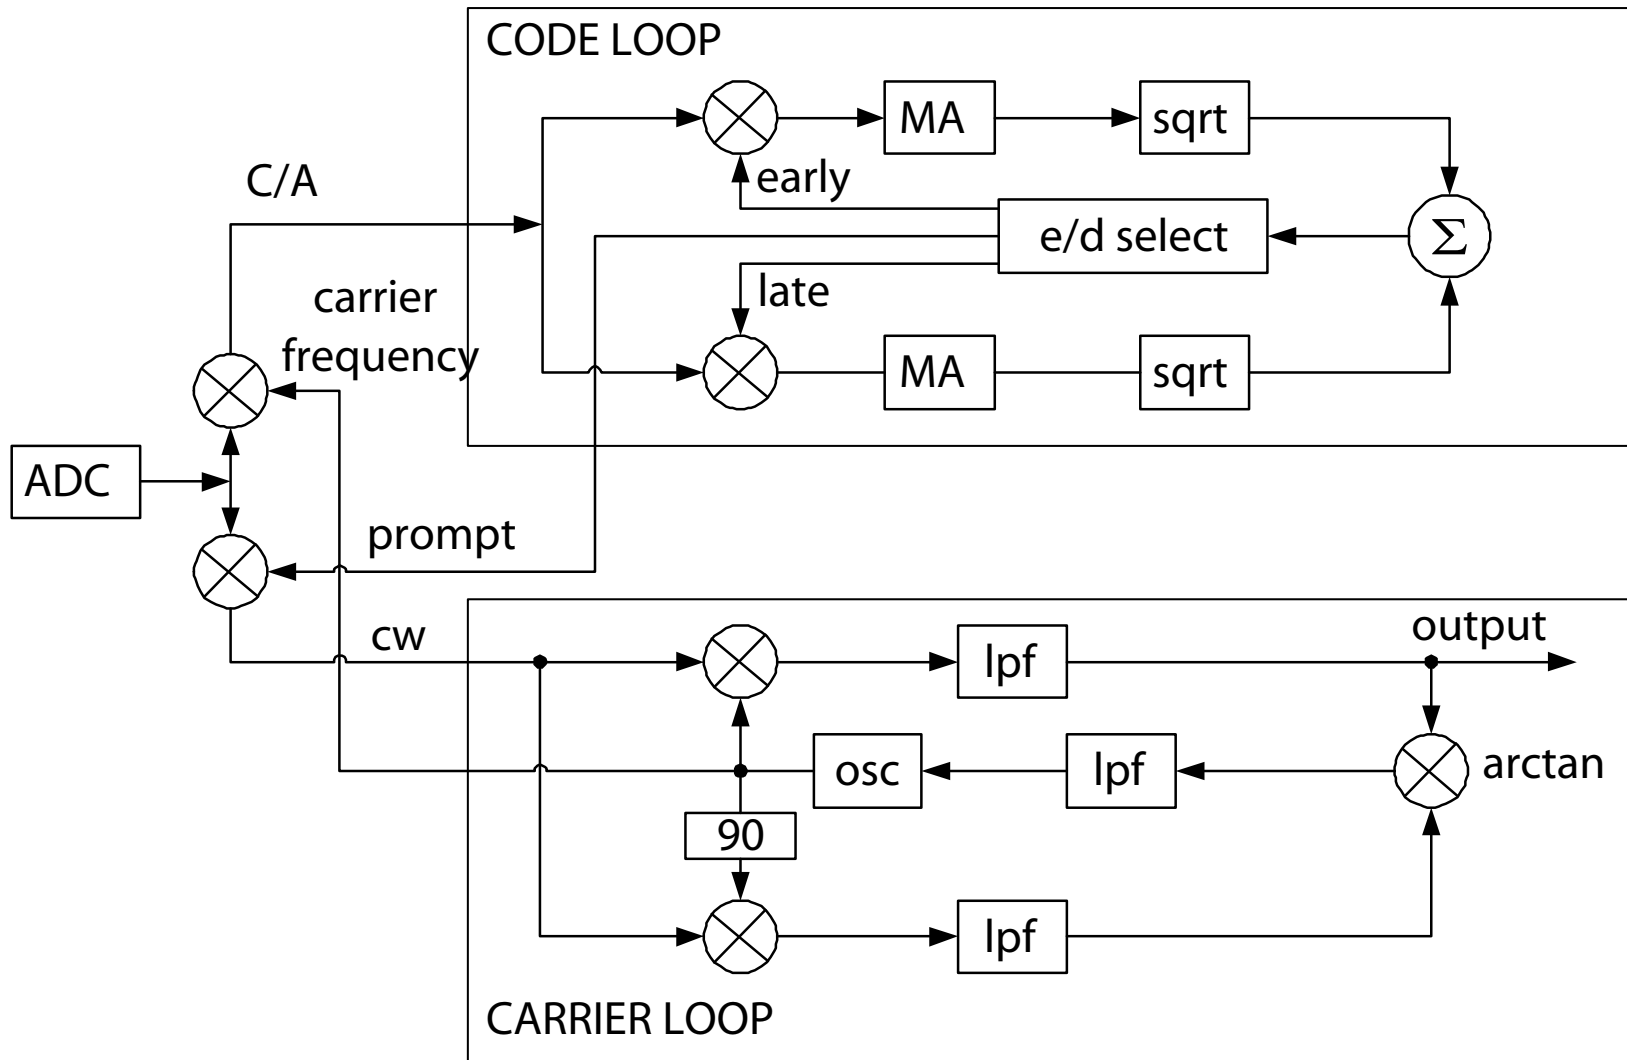 CODE LOOP
MA
sqrt
C/A
early
e/d select
Σ
carrier
frequency
late
MA
sqrt
ADC
prompt
cw
lpf
output
osc
lpf
arctan
90
lpf
CARRIER LOOP